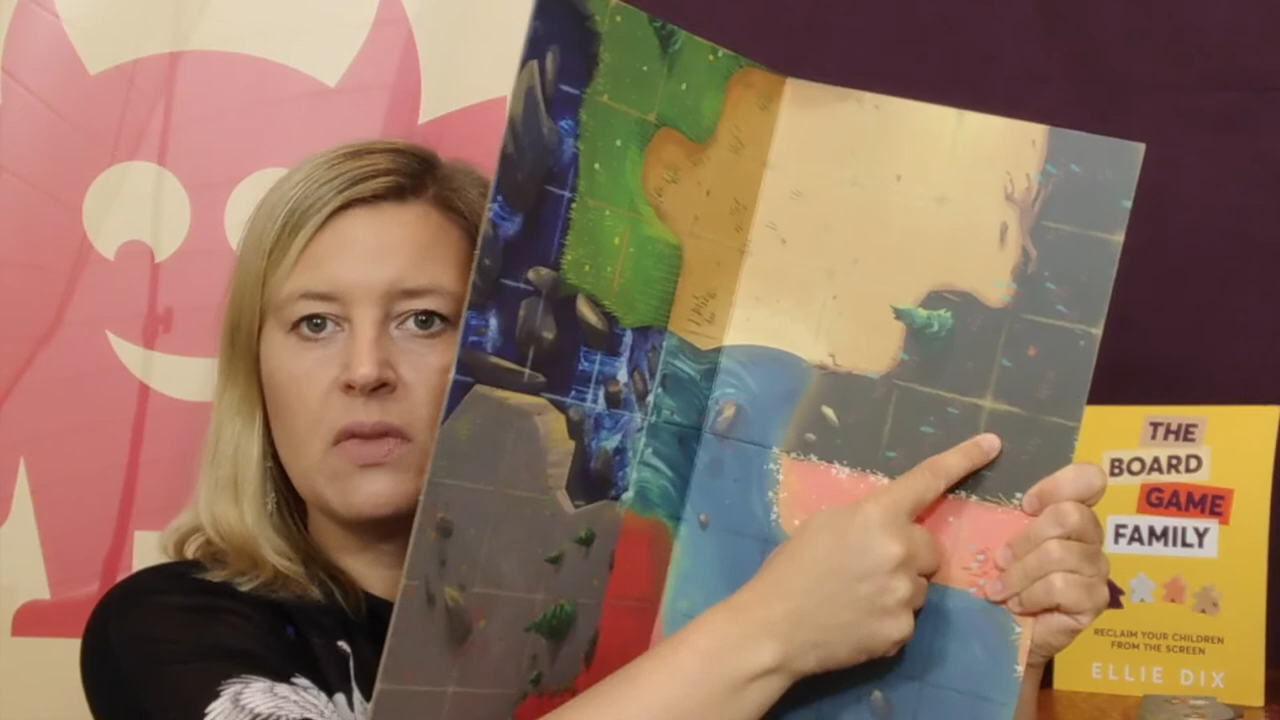 THE
BOARD
GAME
FAMILY
RECLAIM YOUR CHILDREN
FROM THE SCREEN
ELLIE DIX